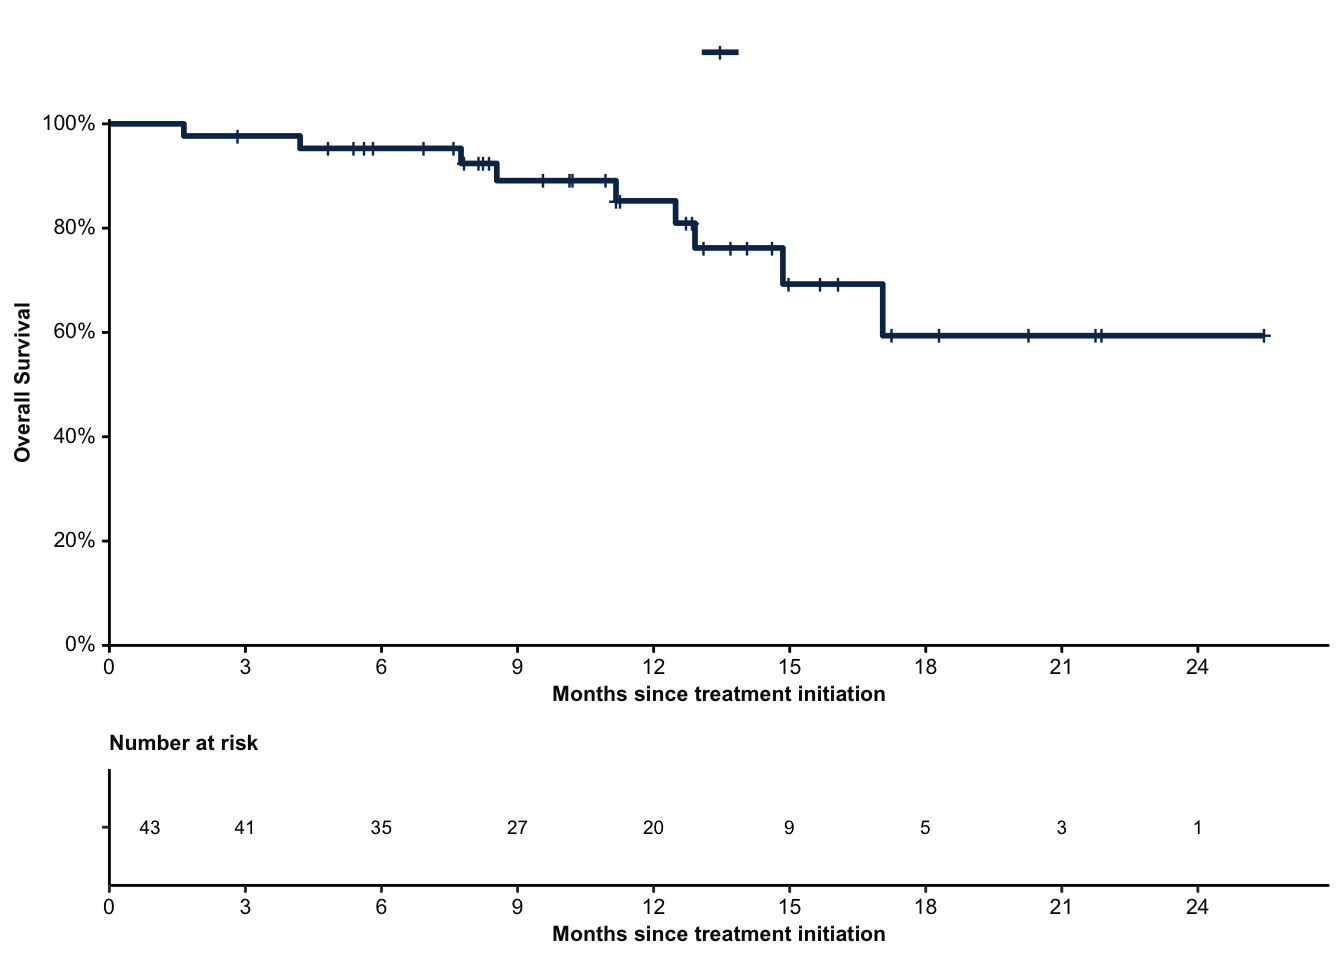 100%
80%
60%
40%
20%
0%
Overall Survival
0 3 6 9 12 15 18 21 24
Months since treatment initiation
Number at risk
43 41 35 27 20 9 5 3 1
0 3 6 9 12 15 18 21 24
Months since treatment initiation